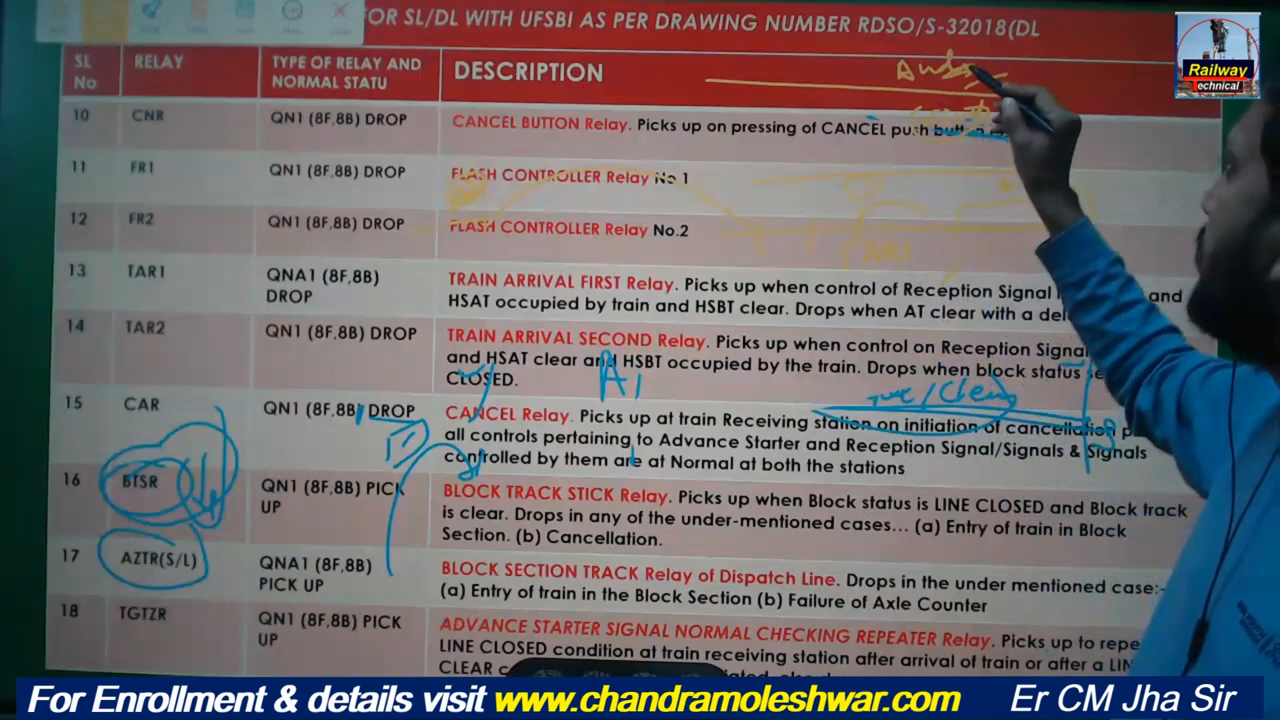 FOR SL/DL WITH UFSBI AS PER DRAWING NUMBER RDSO/S-32018(DL
Railway
Technical
SL No RELAY TYPE OF RELAY AND NORMAL STATU DESCRIPTION
10 CNR QN1 (8F,8B) DROP CANCEL BUTTON Relay. Picks up on pressing of CANCEL push button
11 FR1 QN1 (8F,8B) DROP FLASH CONTROLLER Relay No 1
12 FR2 QN1 (8F,8B) DROP FLASH CONTROLLER Relay No.2
13 TAR1 QNA1 (8F,8B) DROP TRAIN ARRIVAL FIRST Relay. Picks up when control of Reception Signal and
HSAT occupied by train and HSBT clear. Drops when AT clear with a
14 TAR2 QN1 (8F,8B) DROP TRAIN ARRIVAL SECOND Relay. Picks up when control on Reception Signal
and HSAT clear and HSBT occupied by the train. Drops when block status
CLOSED.
A1
15 CAR QN1 (8F,8B) DROP CANCEL Relay. Picks up at train Receiving station on initiation of cancellation
all controls pertaining to Advance Starter and Reception Signal/Signals & Signals
controlled by them are at Normal at both the stations
16 BTSR QN1 (8F,8B) PICK UP BLOCK TRACK STICK Relay. Picks up when Block status is LINE CLOSED and Block track
is clear. Drops in any of the under-mentioned cases... (a) Entry of train in Block
Section. (b) Cancellation.
17 AZTR(S/L) QNA1 (8F,8B) PICK UP BLOCK SECTION TRACK Relay of Dispatch Line. Drops in the under mentioned case:-
(a) Entry of train in the Block Section (b) Failure of Axle Counter
18 TGTZR QN1 (8F,8B) PICK UP ADVANCE STARTER SIGNAL NORMAL CHECKING REPEATER Relay. Picks up to repe
LINE CLOSED condition at train receiving station after arrival of train or after a LIN
CLEAR
For Enrollment & details visit www.chandramoleshwar.com Er CM Jha Sir